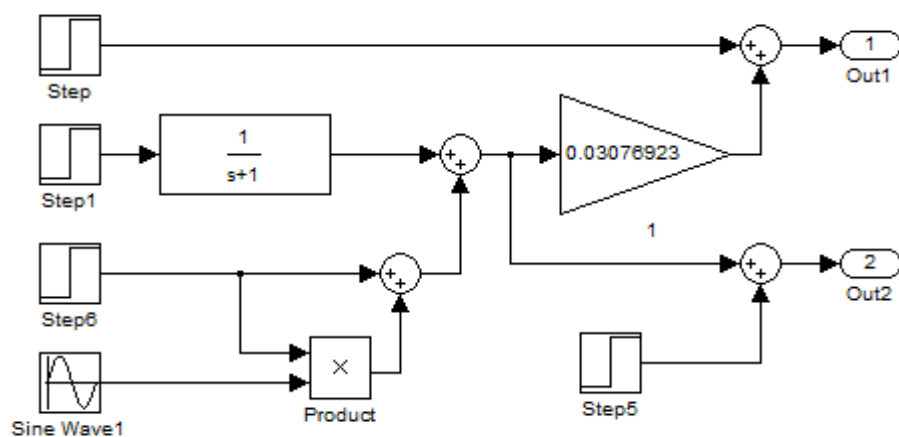 Step
1
Out1
Step1
1
s+1
0.03076923
1
Step6
2
Out2
Product
Step5
Sine Wave1